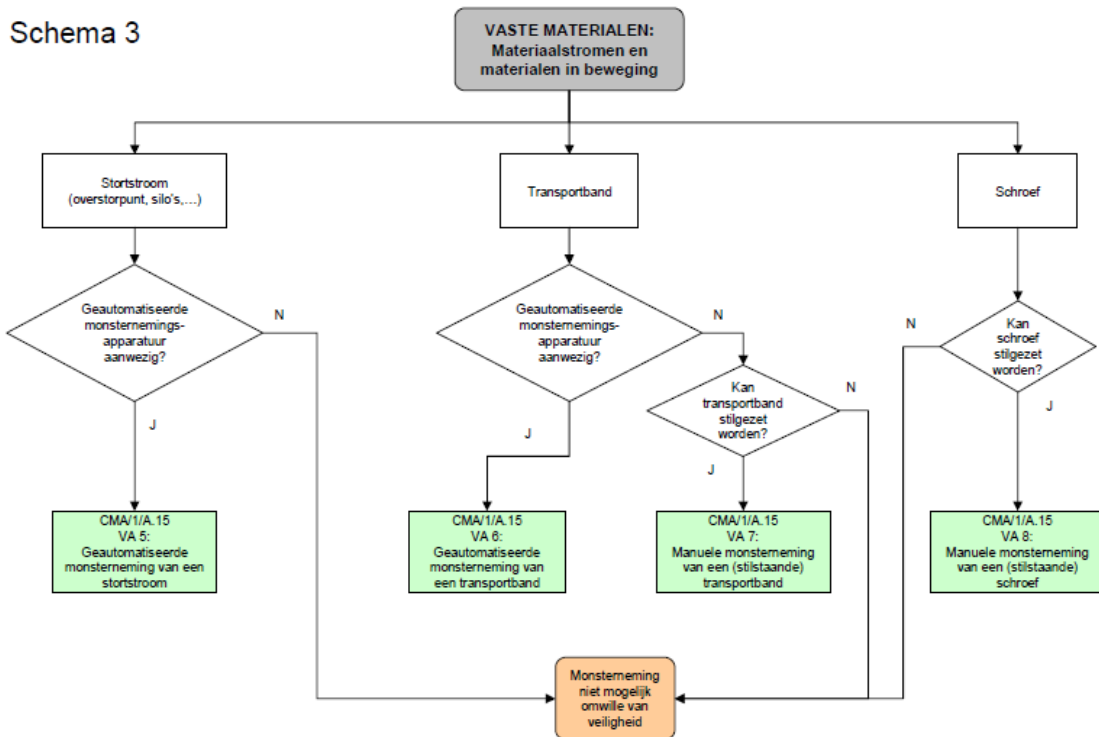 Schema 3
VASTE MATERIALEN:
Materiaalstromen en
materialen in beweging
Stortstroom
(overstorpunt, silo's,...)
Transportband
Schroef
Geautomatiseerde
monsternemings-
apparatuur
aanwezig?
N
J
Geautomatiseerde
monsternemings-
apparatuur
aanwezig?
N
J
Kan
transportband
stilgezet
worden?
N
J
Kan
schroef
stilgezet
worden?
N
J
CMA/1/A.15
VA 5:
Geautomatiseerde
monsterneming van een
stortstroom
CMA/1/A.15
VA 6:
Geautomatiseerde
monsterneming van
een transportband
CMA/1/A.15
VA 7:
Manuele monsterneming
van een (stilstaande)
transportband
CMA/1/A.15
VA 8:
Manuele monsterneming
van een (stilstaande)
schroef
Monsterneming
niet mogelijk
omwille van
veiligheid